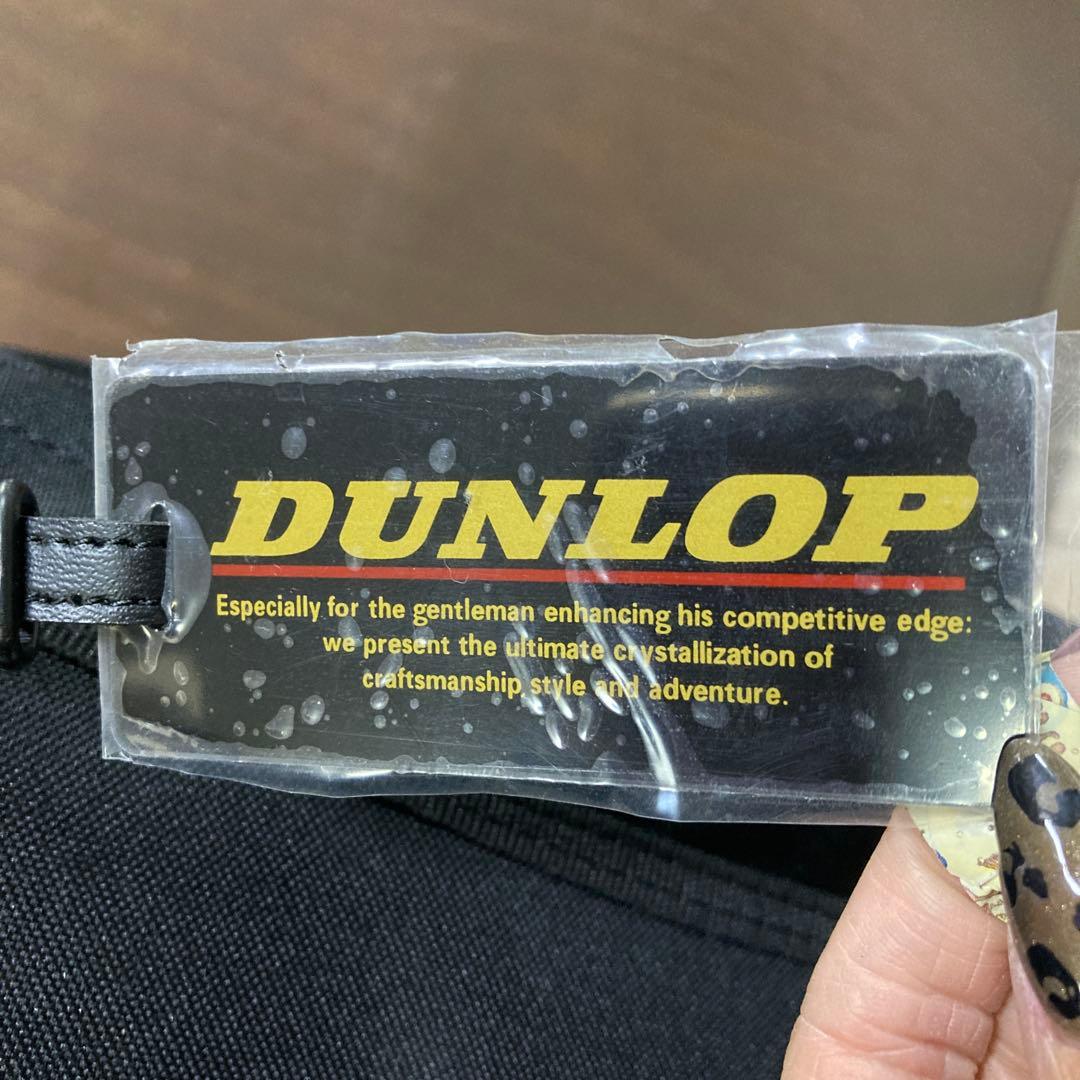 DUNLOP
Especially for the gentleman enhancing his competitive edge:
we present the ultimate crystallization of
craftsmanship style and adventure.